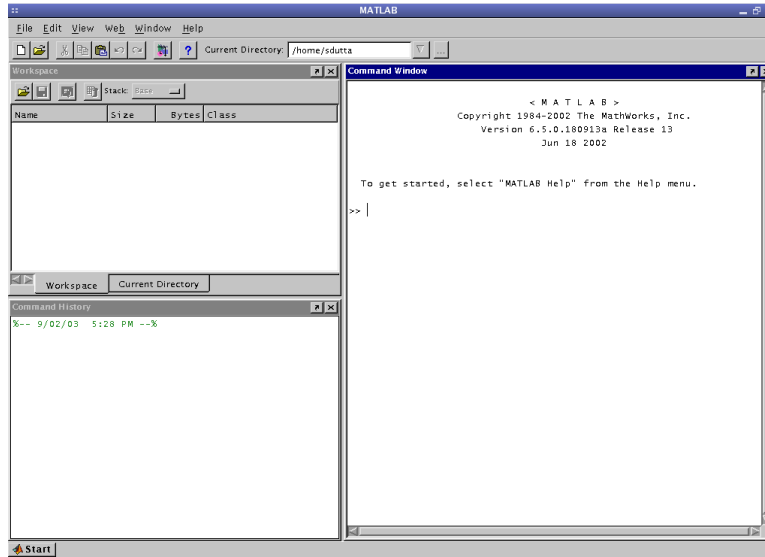 MATLAB
File Edit View Web Window Help
Current Directory: /home/sdutta
Workspace
Stack: Base
Name Size Bytes Class
Workspace Current Directory
Command History
%-- 9/02/03 5:28 PM --%
Command Window
< M A T L A B >
Copyright 1984-2002 The MathWorks, Inc.
Version 6.5.0.180913a Release 13
Jun 18 2002
To get started, select "MATLAB Help" from the Help menu.
>>
Start